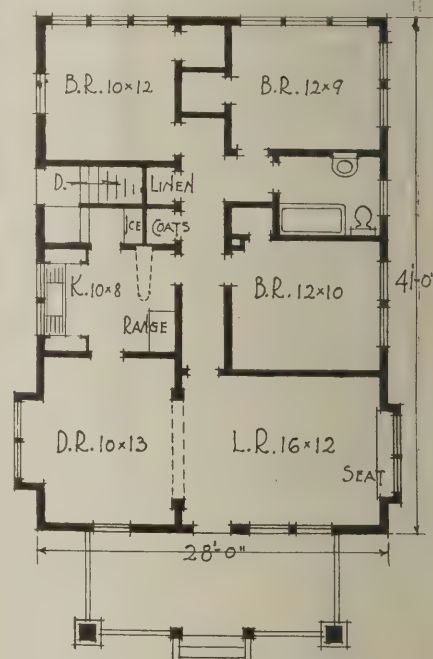 B.R. 10×12
B.R. 12×9
D.
LINEN
ICE
COATS
K. 10×8
B.R. 12×10
41'-0"
RANGE
D.R. 10×13
L.R. 16×12
SEAT
28'-0"